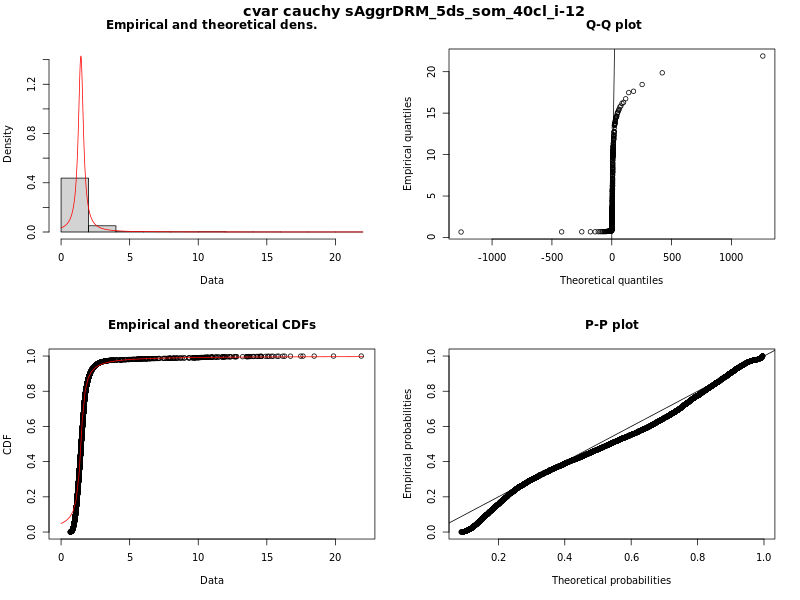 cvar cauchy sAggrDRM_5ds_som_40cl_i-12
Empirical and theoretical dens.
Density
0.0 0.4 0.8 1.2
0 5 10 15 20
Data
Q-Q plot
Empirical quantiles
0 5 10 15 20
-1000 -500 0 500 1000
Theoretical quantiles
Empirical and theoretical CDFs
CDF
0.0 0.2 0.4 0.6 0.8 1.0
0 5 10 15 20
Data
P-P plot
Empirical probabilities
0.0 0.2 0.4 0.6 0.8 1.0
0.2 0.4 0.6 0.8 1.0
Theoretical probabilities